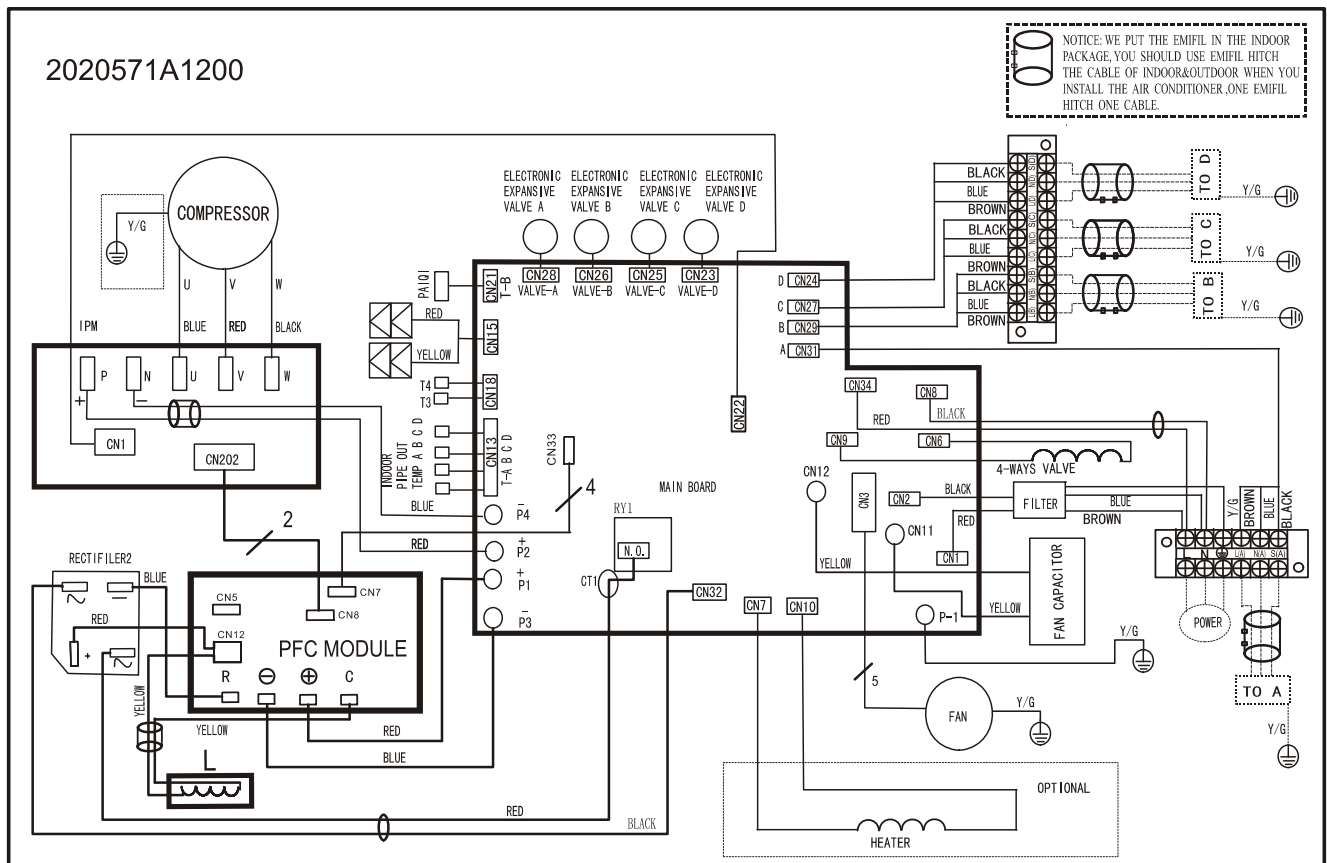 2020571A1200
NOTICE: WE PUT THE EMIFIL IN THE INDOOR
PACKAGE, YOU SHOULD USE EMIFIL HITCH
THE CABLE OF INDOOR&OUTDOOR WHEN YOU
INSTALL THE AIR CONDITIONER ,ONE EMIFIL
HITCH ONE CABLE.
COMPRESSOR
Y/G
U
V
W
BLUE
RED
BLACK
IPM
P
N
U
V
W
+
−
CN1
CN202
2
ELECTRONIC EXPANSIVE VALVE A
ELECTRONIC EXPANSIVE VALVE B
ELECTRONIC EXPANSIVE VALVE C
ELECTRONIC EXPANSIVE VALVE D
CN28
CN26
CN25
CN23
VALVE-A
VALVE-B
VALVE-C
VALVE-D
PAIQI
CN21
T-B
RED
CN15
YELLOW
T4
T3
CN18
INDOOR
PIPE OUT
TEMP A B C D
CN13
T-A B C D
CN33
4
CN22
MAIN BOARD
BLUE
−
P4
RED
+
P2
+
P1
−
P3
RY1
N.O.
CT1
CN32
CN7
CN10
D
CN24
C
CN27
B
CN29
A
CN31
CN34
CN8
RED
BLACK
CN9
CN6
4-WAYS VALVE
CN12
CN3
CN2
BLACK
FILTER
BLUE
BROWN
CN11
RED
CN1
YELLOW
YELLOW
FAN CAPACITOR
P-1
Y/G
5
FAN
Y/G
OPTIONAL
HEATER
BLACK
BLUE
BROWN
BLACK
BLUE
BROWN
BLACK
BLUE
BROWN
S(D)
N(D)
L(D)
S(C)
N(C)
L(C)
S(B)
N(B)
L(B)
TO D
TO C
TO B
Y/G
Y/G
Y/G
Y/G
BROWN
BLUE
BLACK
L
N
L(A)
N(A)
S(A)
POWER
TO A
Y/G
RECTIFILER2
BLUE
RED
+
CN5
CN7
CN8
CN12
PFC MODULE
R
C
YELLOW
YELLOW
L
RED
BLUE
RED
BLACK